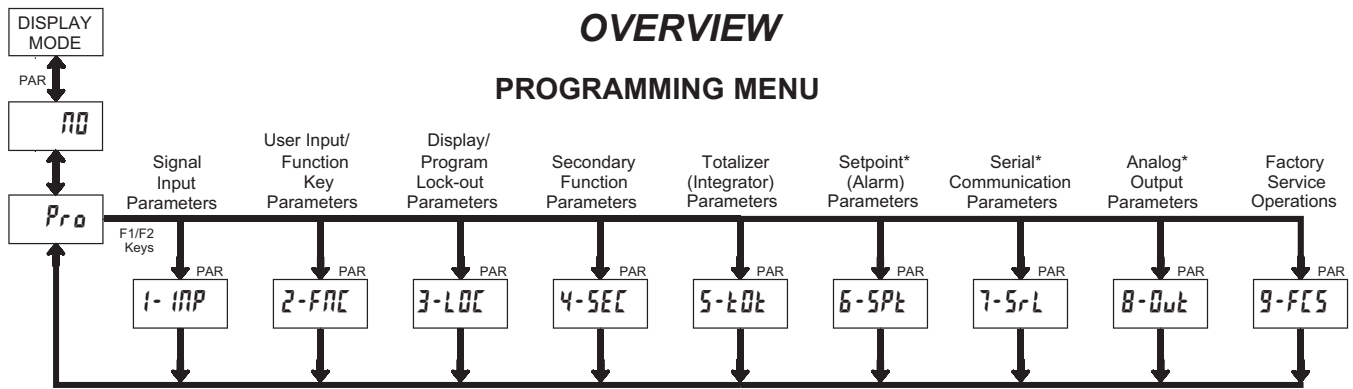 OVERVIEW
PROGRAMMING MENU
DISPLAY
MODE
PAR
NO
Pro
F1/F2
Keys
Signal
Input
Parameters
User Input/
Function
Key
Parameters
Display/
Program
Lock-out
Parameters
Secondary
Function
Parameters
Totalizer
(Integrator)
Parameters
Setpoint*
(Alarm)
Parameters
Serial*
Communication
Parameters
Analog*
Output
Parameters
Factory
Service
Operations
PAR
1-INP
PAR
2-FNC
PAR
3-LOC
PAR
4-SEC
PAR
5-tOt
PAR
6-SPt
PAR
7-SrL
PAR
8-Out
PAR
9-FCS